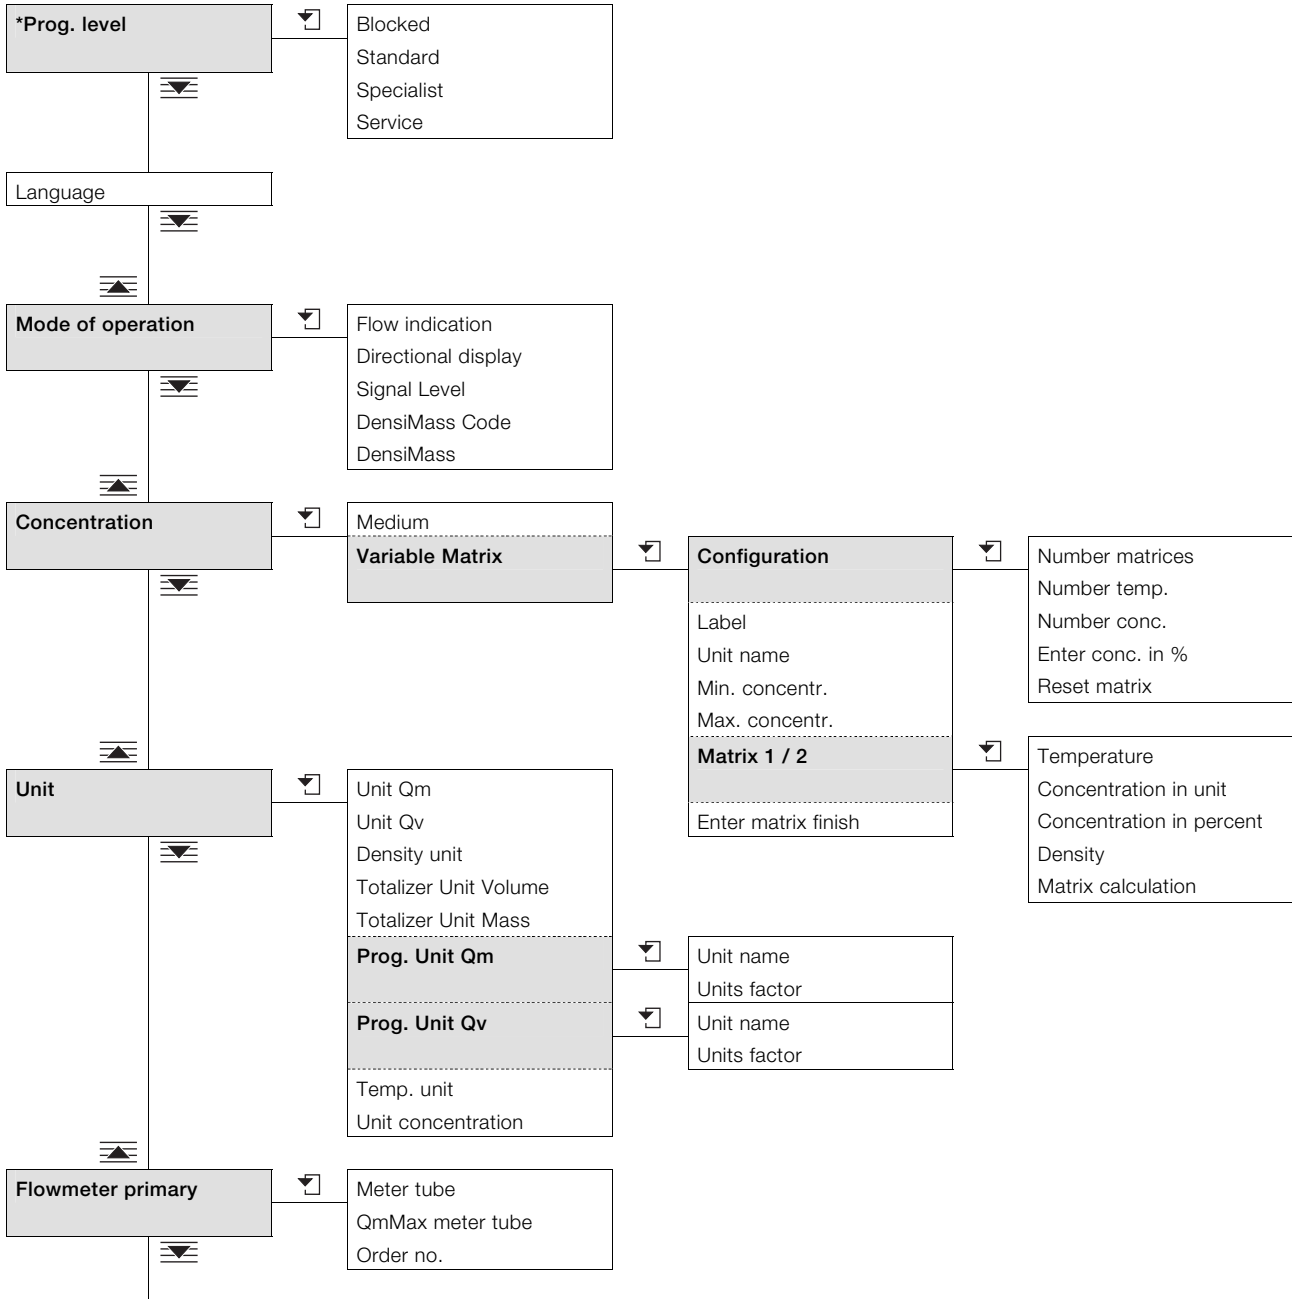 *Prog. level
Blocked
Standard
Specialist
Service
Language
Mode of operation
Flow indication
Directional display
Signal Level
DensiMass Code
DensiMass
Concentration
Medium
Variable Matrix
Configuration
Number matrices
Number temp.
Number conc.
Enter conc. in %
Reset matrix
Label
Unit name
Min. concentr.
Max. concentr.
Matrix 1 / 2
Temperature
Concentration in unit
Concentration in percent
Density
Matrix calculation
Enter matrix finish
Unit
Unit Qm
Unit Qv
Density unit
Totalizer Unit Volume
Totalizer Unit Mass
Prog. Unit Qm
Unit name
Units factor
Prog. Unit Qv
Unit name
Units factor
Temp. unit
Unit concentration
Flowmeter primary
Meter tube
QmMax meter tube
Order no.